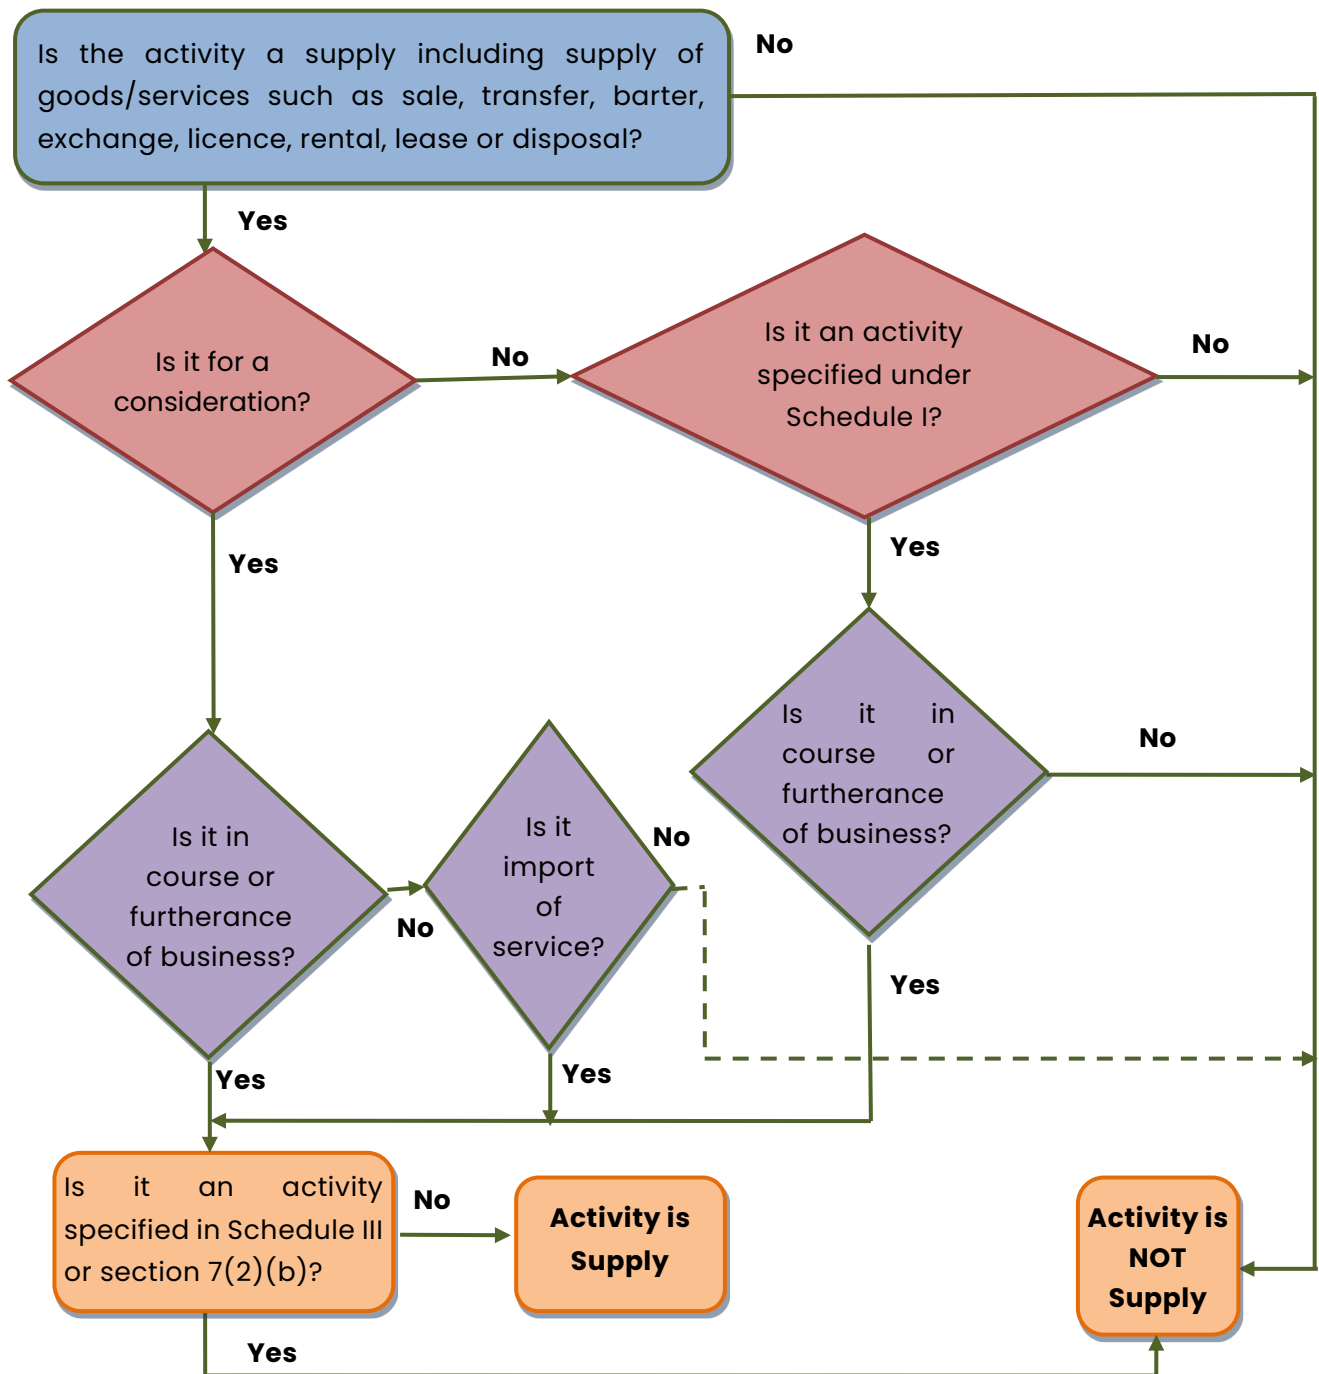 Is the activity a supply including supply of
goods/services such as sale, transfer, barter,
exchange, licence, rental, lease or disposal?
No
Yes
Is it for a
consideration?
No
Is it an activity
specified under
Schedule I?
No
Yes
Yes
Is it in
course or
furtherance
of business?
No
Is it in
course or
furtherance
of business?
No
Is it
import
of
service?
No
Yes
Yes
Yes
Is it an activity
specified in Schedule III
or section 7(2)(b)?
No
Activity is
Supply
Activity is
NOT
Supply
Yes